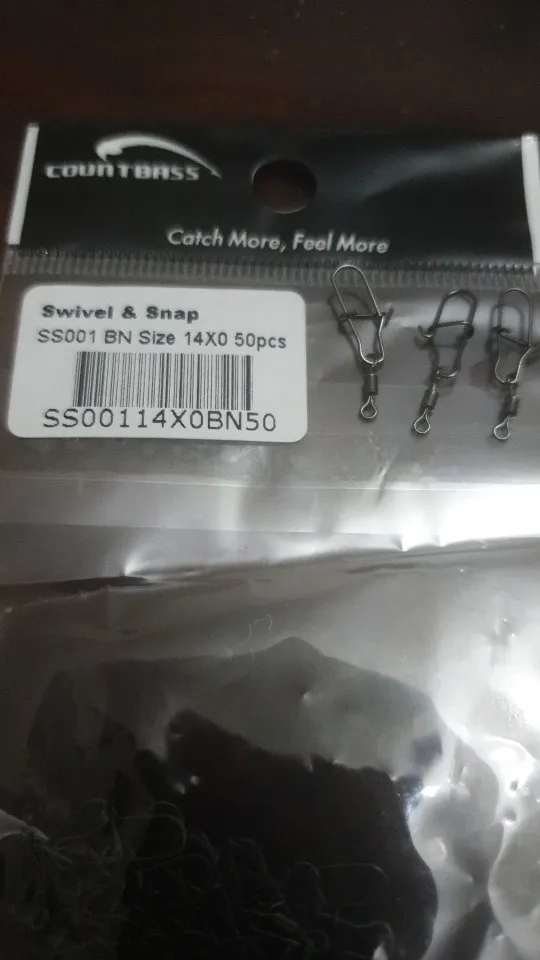 COUNTBASS
Catch More, Feel More
Swivel & Snap
SS001 BN Size 14X0 50pcs
SS00114X0BN50